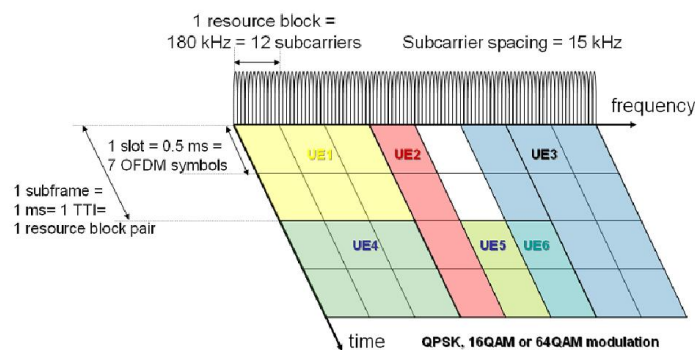 1 resource block =
180 kHz = 12 subcarriers
Subcarrier spacing = 15 kHz
frequency
1 slot = 0.5 ms =
7 OFDM symbols
UE1
UE2
UE3
1 subframe =
1 ms= 1 TTI=
1 resource block pair
UE4
UE5
UE6
time
QPSK, 16QAM or 64QAM modulation